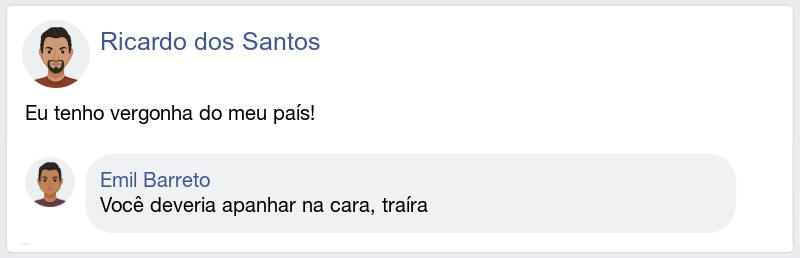 Ricardo dos Santos
Eu tenho vergonha do meu país!
Emil Barreto
Você deveria apanhar na cara, traíra